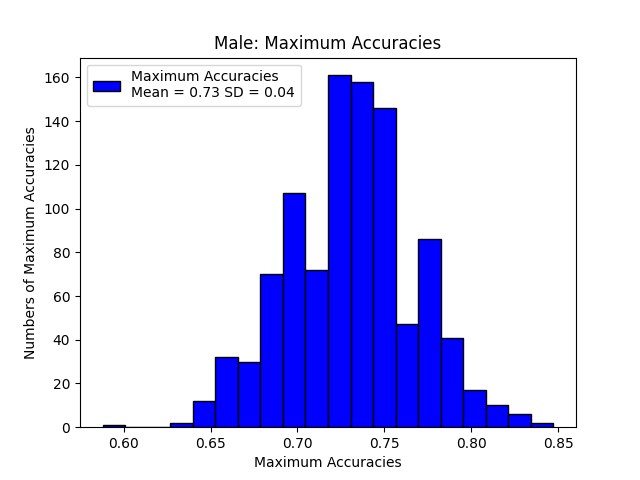 Male: Maximum Accuracies
Maximum Accuracies
Mean = 0.73 SD = 0.04
Numbers of Maximum Accuracies
160
140
120
100
80
60
40
20
0
0.60 0.65 0.70 0.75 0.80 0.85
Maximum Accuracies